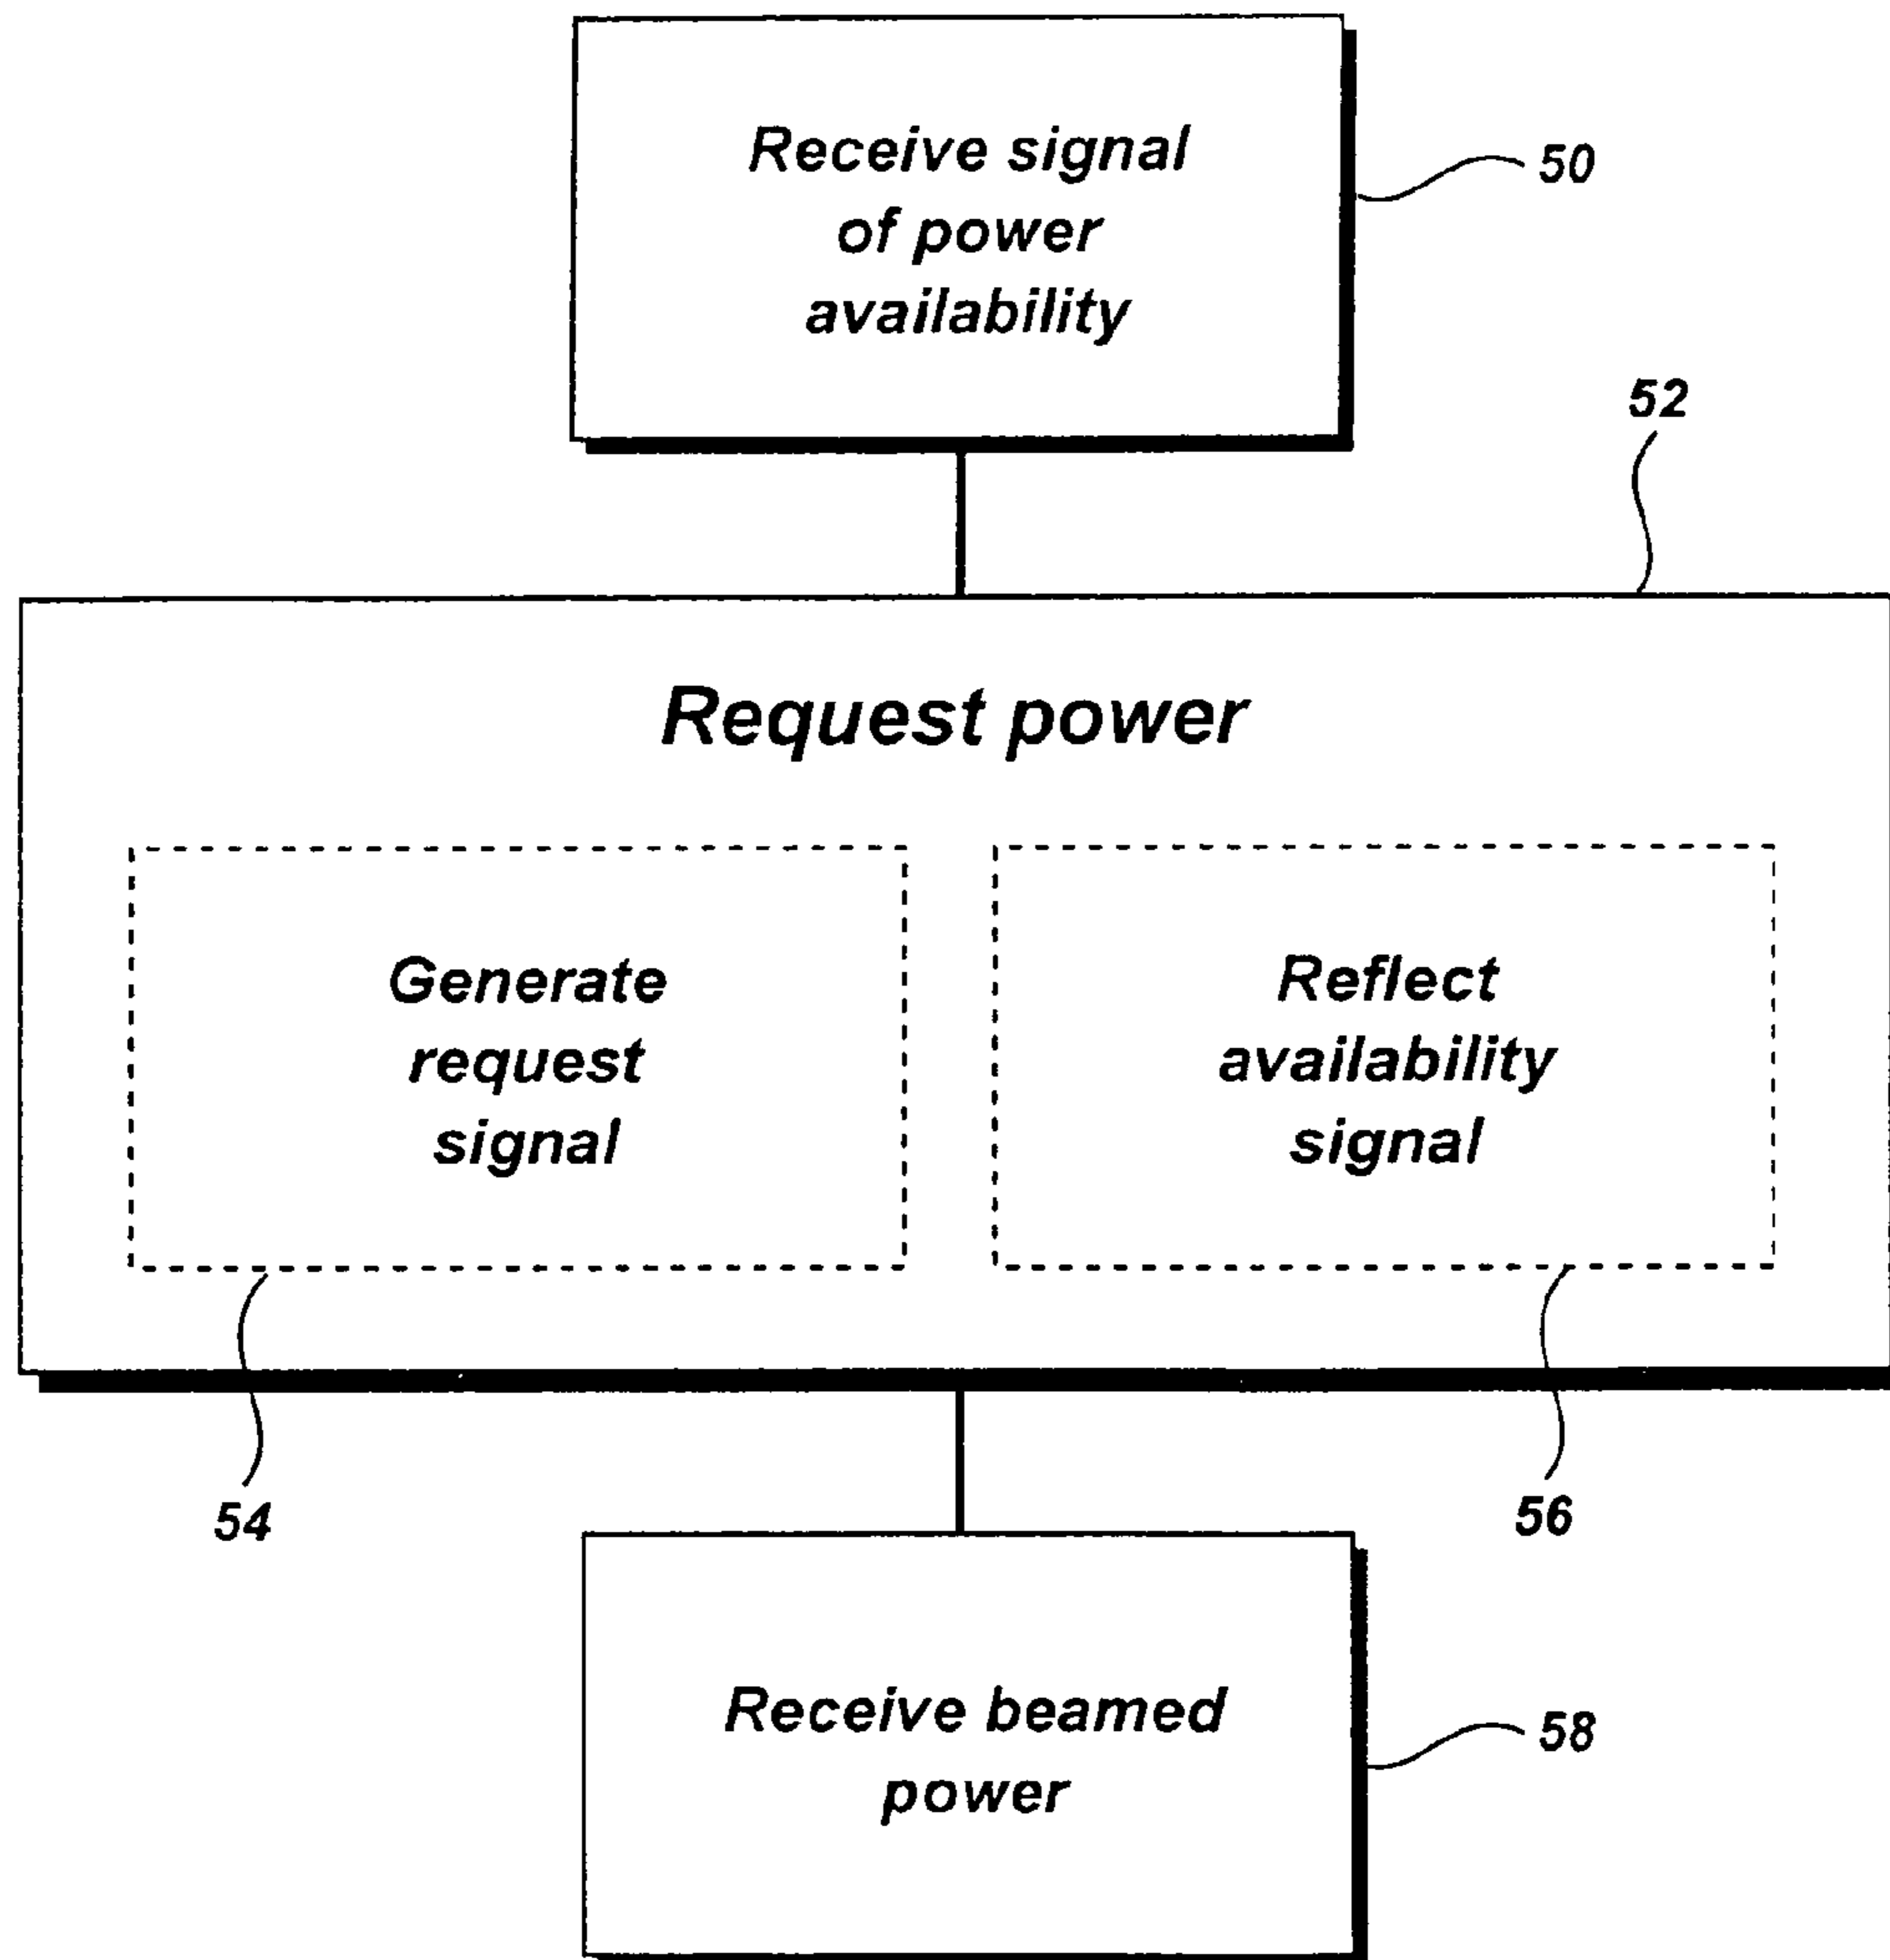 Receive signal
of power
availability
50
52
Request power
Generate
request
signal
Reflect
availability
signal
54
56
Receive beamed
power
58